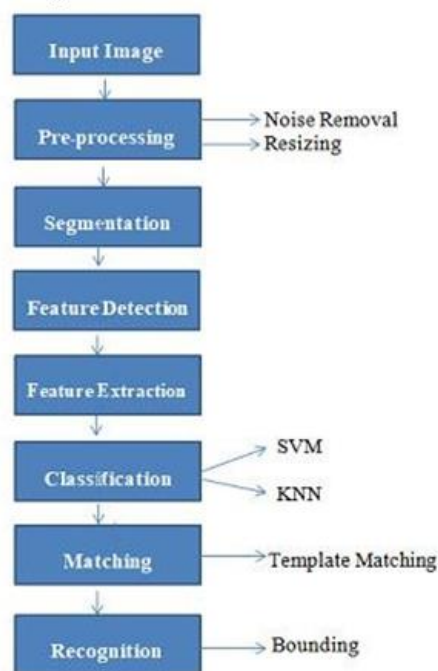 Input Image
Pre-processing
Noise Removal
Resizing
Segmentation
Feature Detection
Feature Extraction
Classification
SVM
KNN
Matching
Template Matching
Recognition
Bounding